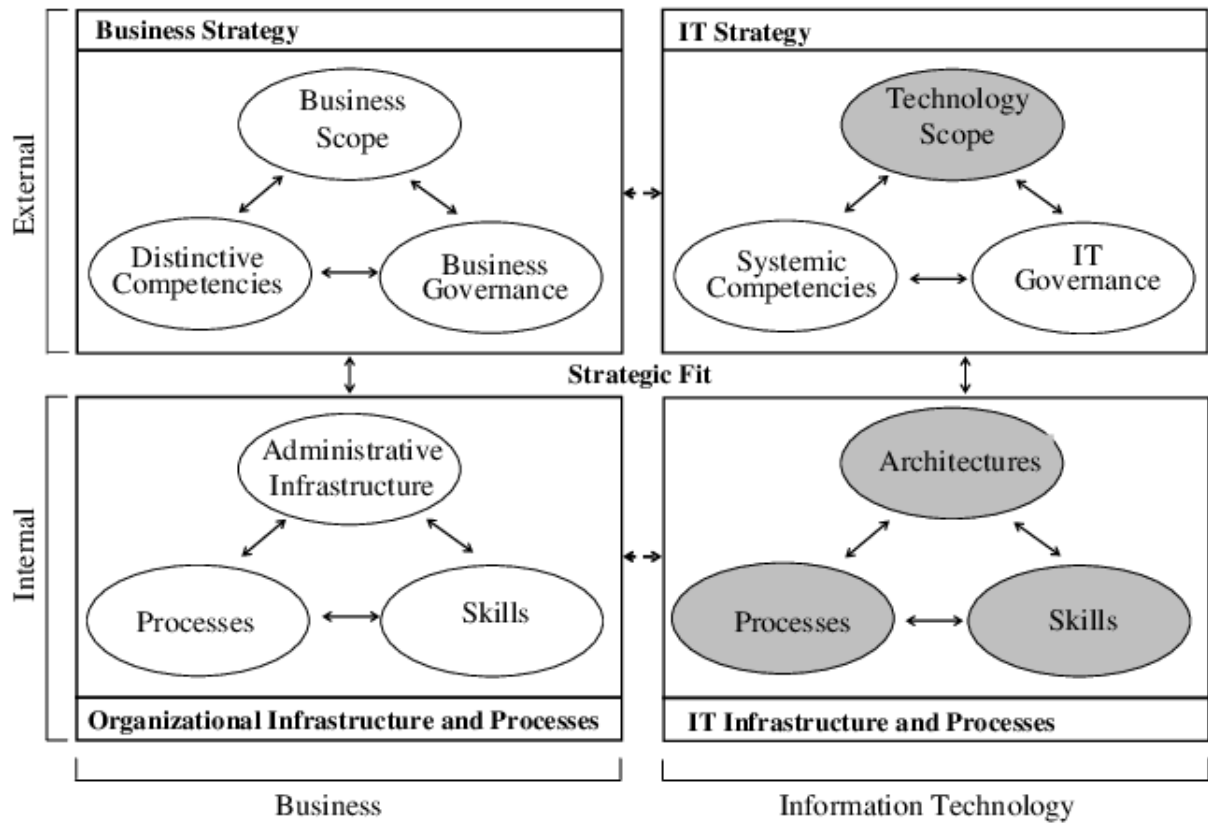 Business Strategy
IT Strategy
Business
Scope
Technology
Scope
External
Distinctive
Competencies
Business
Governance
Systemic
Competencies
IT
Governance
Strategic Fit
Administrative
Infrastructure
Architectures
Internal
Processes
Skills
Processes
Skills
Organizational Infrastructure and Processes
IT Infrastructure and Processes
Business
Information Technology